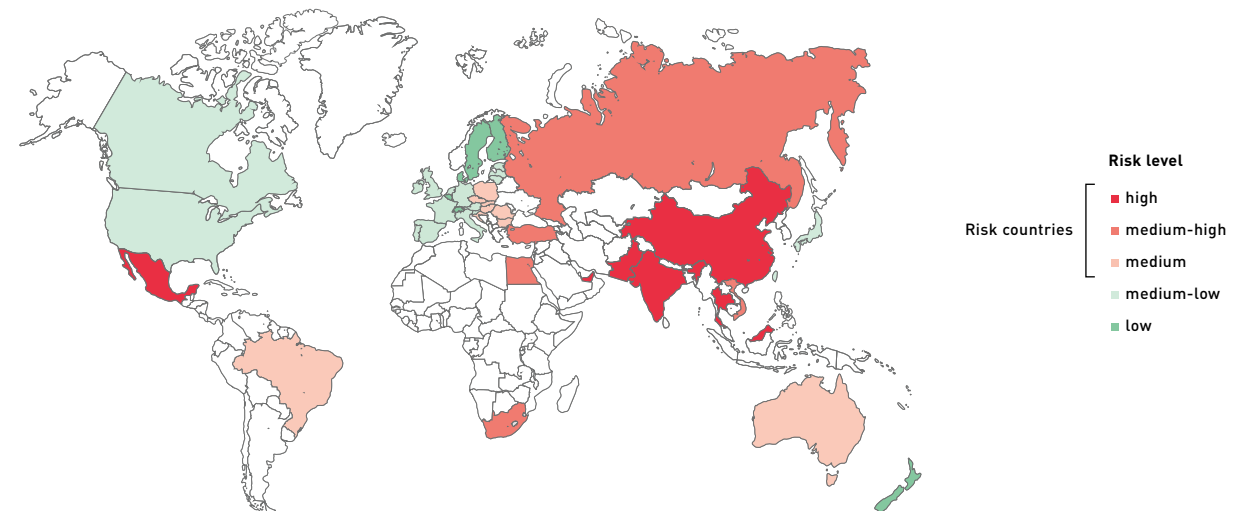 Risk level
high
Risk countries
medium-high
medium
medium-low
low